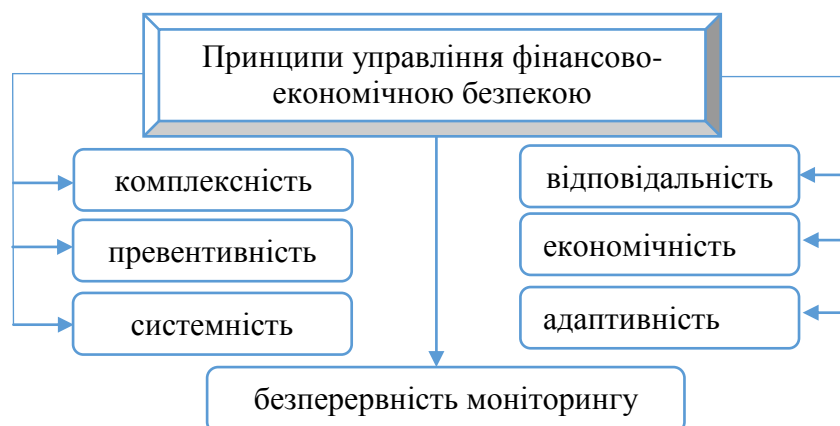 Принципи управління фінансово-
економічною безпекою
комплексність
превентивність
системність
відповідальність
економічність
адаптивність
безперервність моніторингу